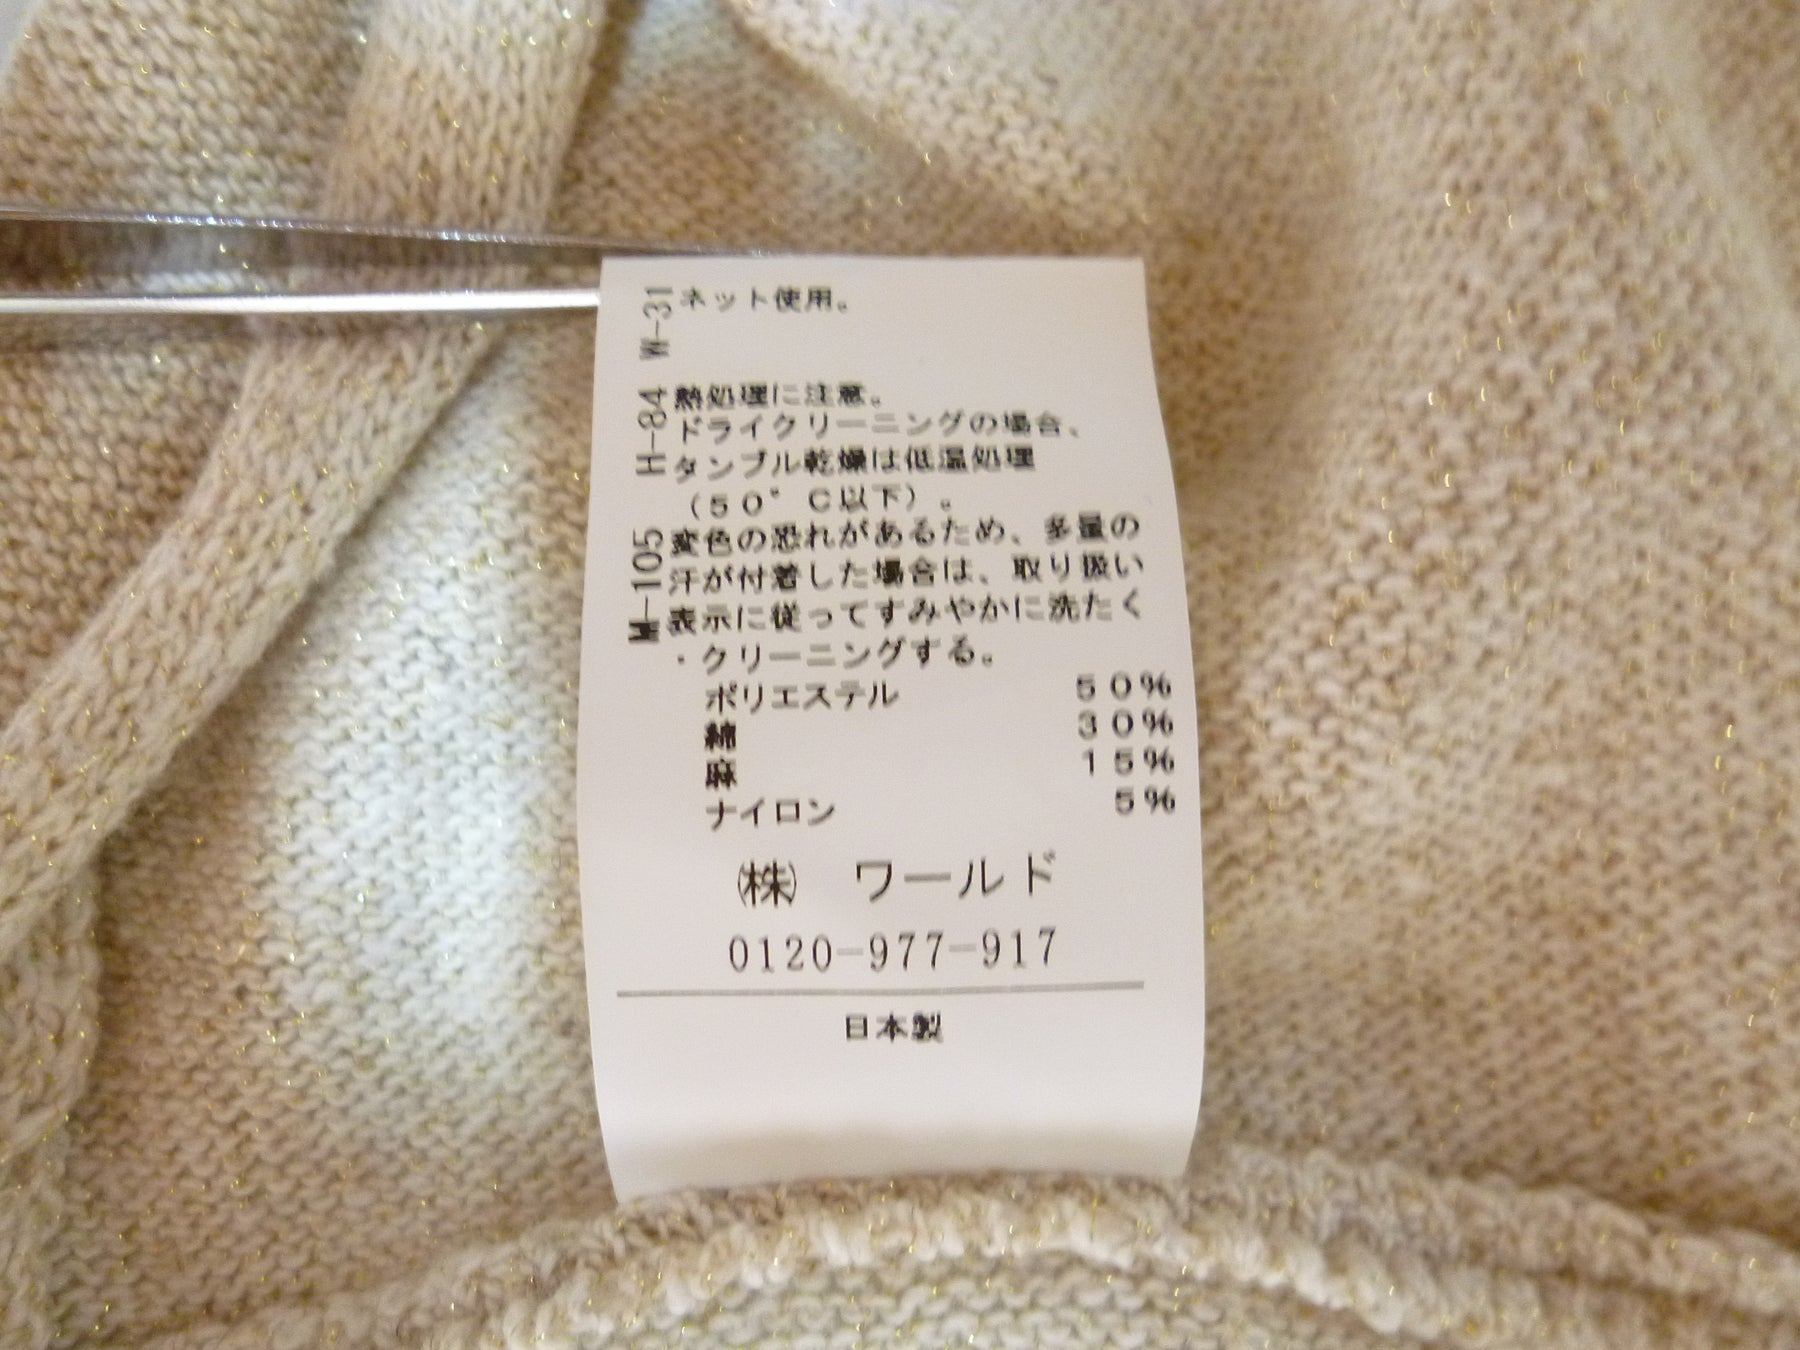 W-31
ネット使用。
H-84
熱処理に注意。
ドライクリーニングの場合、
タンブル乾燥は低温処理
（５０°Ｃ以下）。
M-105
変色の恐れがあるため、多量の
汗が付着した場合は、取り扱い
表示に従ってすみやかに洗たく
・クリーニングする。
ポリエステル ５０％
綿 ３０％
麻 １５％
ナイロン ５％
㈱ ワールド
0120-977-917
日本製